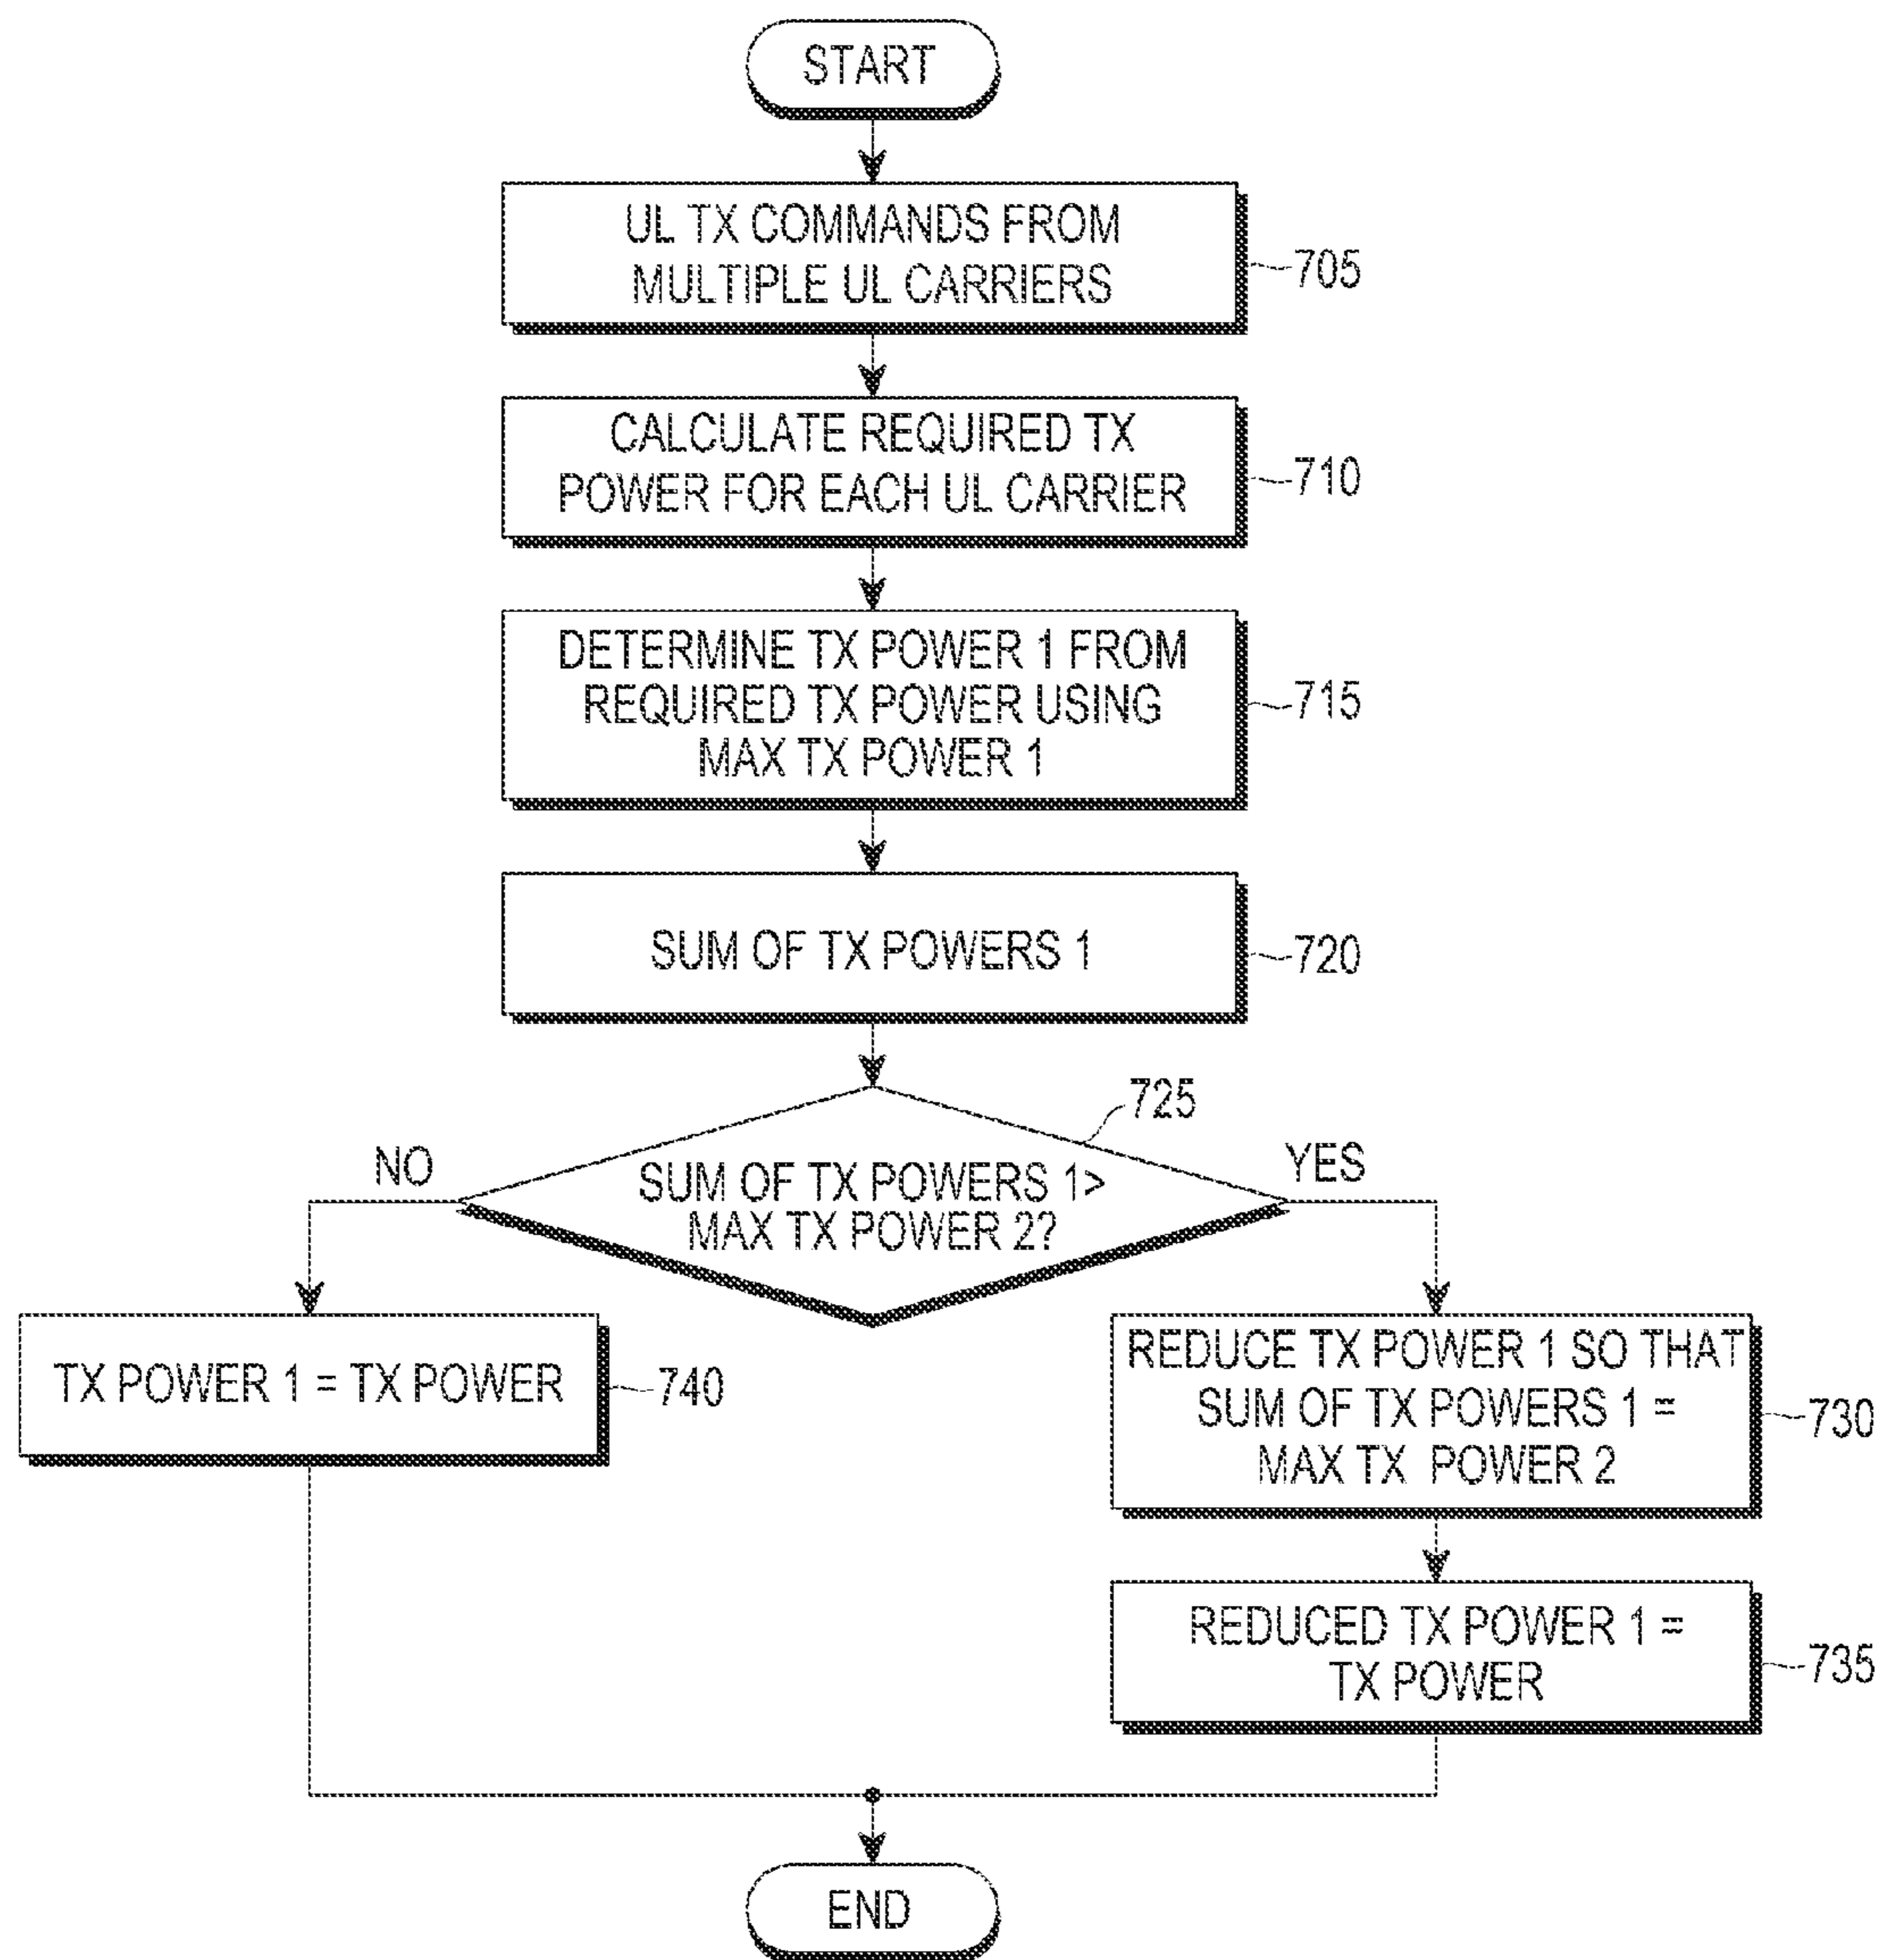 START
UL TX COMMANDS FROM
MULTIPLE UL CARRIERS
705
CALCULATE REQUIRED TX
POWER FOR EACH UL CARRIER
710
DETERMINE TX POWER 1 FROM
REQUIRED TX POWER USING
MAX TX POWER 1
715
SUM OF TX POWERS 1
720
725
NO
SUM OF TX POWERS 1>
MAX TX POWER 2?
YES
TX POWER 1 = TX POWER
740
REDUCE TX POWER 1 SO THAT
SUM OF TX POWERS 1 =
MAX TX POWER 2
730
REDUCED TX POWER 1 =
TX POWER
735
END